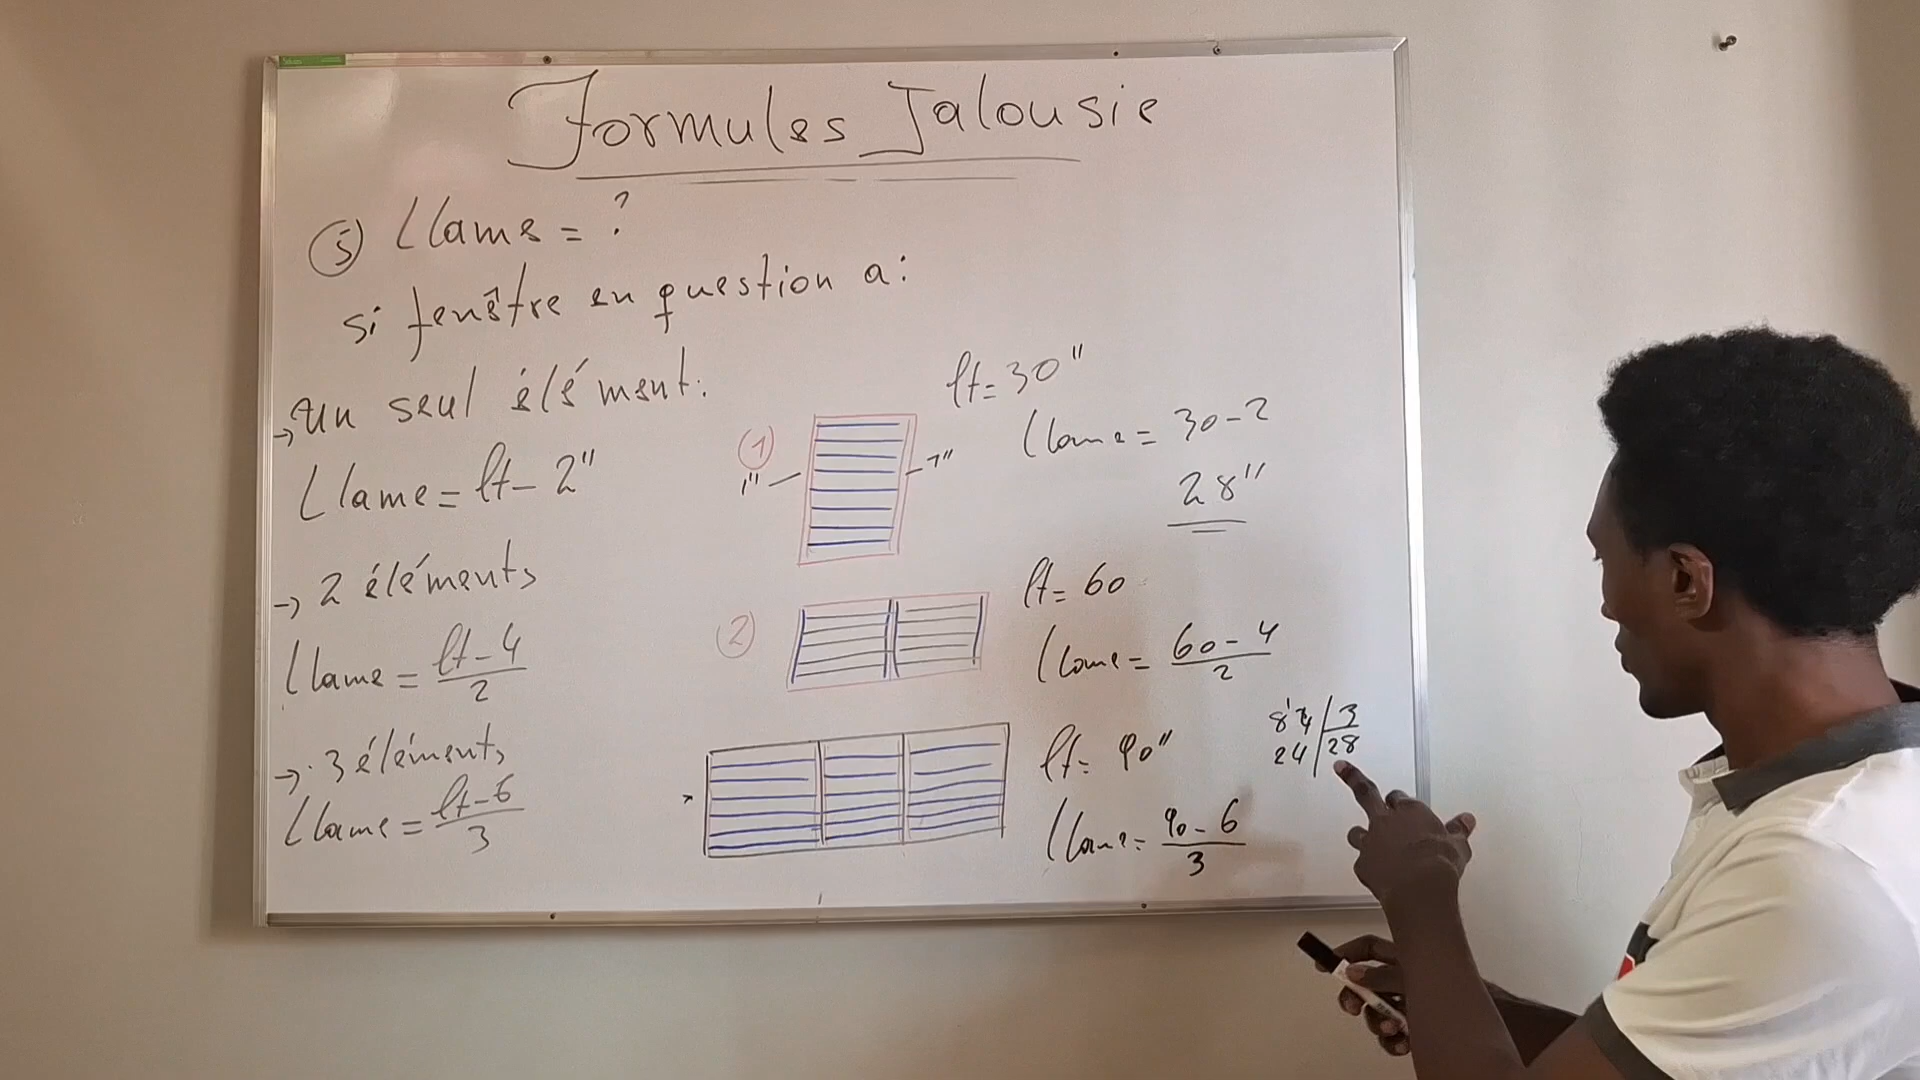 Formules Jalousie
5) Llame = ?
si fenêtre en question a:
→ un seul élément:
Llame = lt - 2"
→ 2 éléments
Llame = lt - 4 / 2
→ 3 éléments
Llame = lt - 6 / 3
1
1"
1"
lt = 30"
Llame = 30 - 2
28"
2
lt = 60
Llame = 60 - 4 / 2
lt = 90"
Llame = 90 - 6 / 3
84 | 3
24 | 28